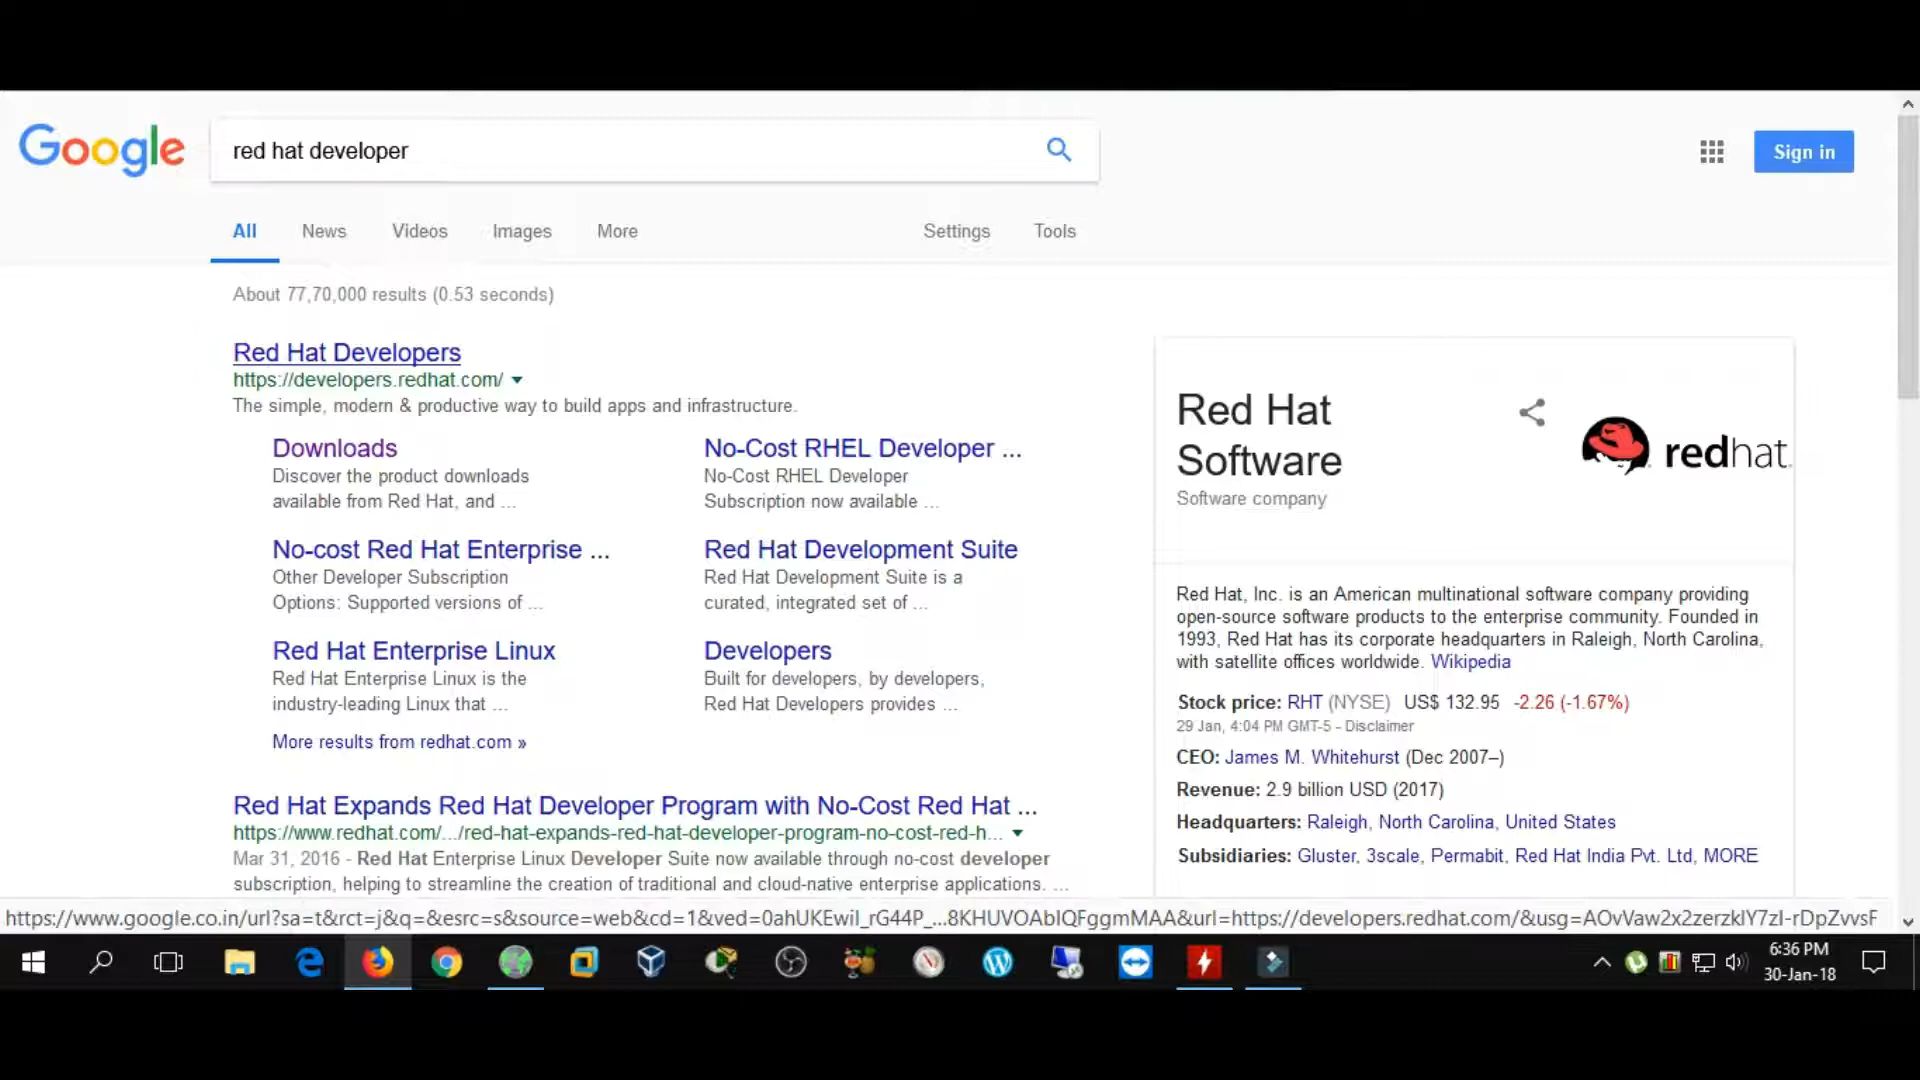 Google
red hat developer
Sign in
All News Videos Images More Settings Tools
About 77,70,000 results (0.53 seconds)
Red Hat Developers
https://developers.redhat.com/
The simple, modern & productive way to build apps and infrastructure.
Downloads
Discover the product downloads
available from Red Hat, and ...
No-Cost RHEL Developer ...
No-Cost RHEL Developer
Subscription now available ...
No-cost Red Hat Enterprise ...
Other Developer Subscription
Options: Supported versions of ...
Red Hat Development Suite
Red Hat Development Suite is a
curated, integrated set of ...
Red Hat Enterprise Linux
Red Hat Enterprise Linux is the
industry-leading Linux that ...
Developers
Built for developers, by developers,
Red Hat Developers provides ...
More results from redhat.com »
Red Hat Expands Red Hat Developer Program with No-Cost Red Hat ...
https://www.redhat.com/.../red-hat-expands-red-hat-developer-program-no-cost-red-h...
Mar 31, 2016 - Red Hat Enterprise Linux Developer Suite now available through no-cost developer
subscription, helping to streamline the creation of traditional and cloud-native enterprise applications. ...
Red Hat
Software
Software company
redhat.
Red Hat, Inc. is an American multinational software company providing
open-source software products to the enterprise community. Founded in
1993, Red Hat has its corporate headquarters in Raleigh, North Carolina,
with satellite offices worldwide. Wikipedia
Stock price: RHT (NYSE) US$ 132.95 -2.26 (-1.67%)
29 Jan, 4:04 PM GMT-5 - Disclaimer
CEO: James M. Whitehurst (Dec 2007–)
Revenue: 2.9 billion USD (2017)
Headquarters: Raleigh, North Carolina, United States
Subsidiaries: Gluster, 3scale, Permabit, Red Hat India Pvt. Ltd, MORE
https://www.google.co.in/url?sa=t&rct=j&q=&esrc=s&source=web&cd=1&ved=0ahUKEwiI_rG44P_...8KHUVOAbIQFggmMAA&url=https://developers.redhat.com/&usg=AOvVaw2x2zerzkIY7zI-rDpZvvsF
6:36 PM
30-Jan-18